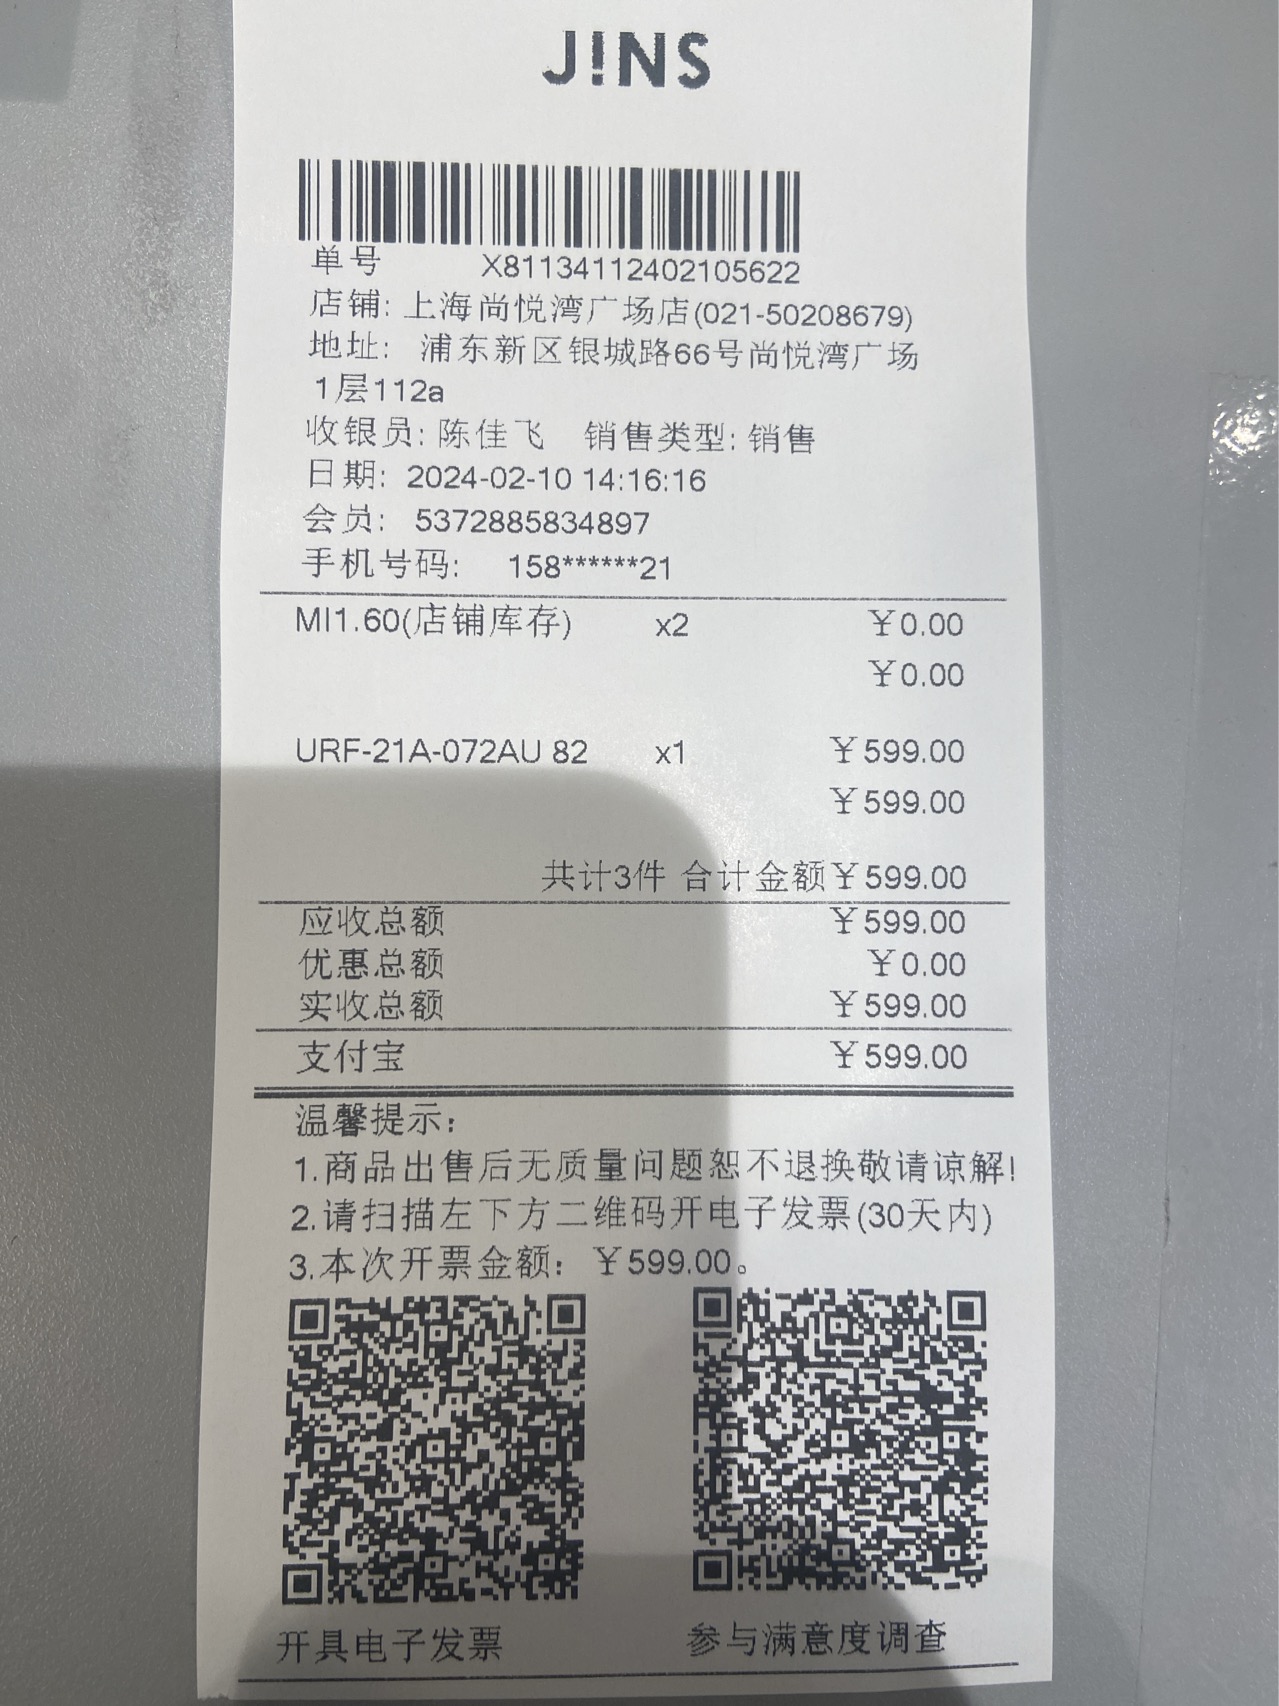 J!NS
单号 X81134112402105622
店铺: 上海尚悦湾广场店(021-50208679)
地址: 浦东新区银城路66号尚悦湾广场
1层112a
收银员: 陈佳飞 销售类型: 销售
日期: 2024-02-10 14:16:16
会员: 5372885834897
手机号码: 158******21
MI1.60(店铺库存) x2 ¥0.00
¥0.00
URF-21A-072AU 82 x1 ¥599.00
¥599.00
共计3件 合计金额¥599.00
应收总额 ¥599.00
优惠总额 ¥0.00
实收总额 ¥599.00
支付宝 ¥599.00
温馨提示:
1.商品出售后无质量问题恕不退换敬请谅解!
2.请扫描左下方二维码开电子发票(30天内)
3.本次开票金额: ¥599.00。
开具电子发票 参与满意度调查